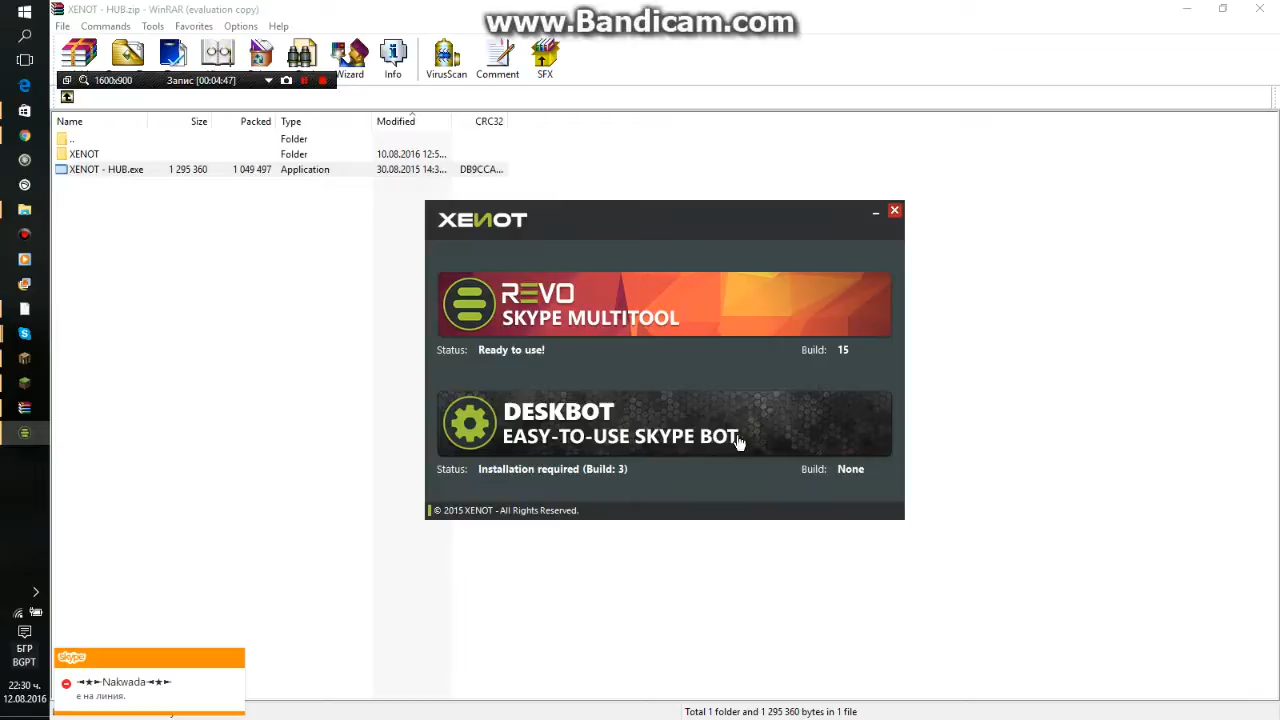 XENOT - HUB.zip - WinRAR (evaluation copy)
www.Bandicam.com
File Commands Tools Favorites Options Help
Wizard Info VirusScan Comment SFX
1600x900 Запис [00:04:47]
Name Size Packed Type Modified CRC32
.. Folder
XENOT Folder 10.08.2016 12:5...
XENOT - HUB.exe 1 295 360 1 049 497 Application 30.08.2015 14:3... DB9CCA...
XENOT
REVO
SKYPE MULTITOOL
Status: Ready to use! Build: 15
DESKBOT
EASY-TO-USE SKYPE BOT
Status: Installation required (Build: 3) Build: None
© 2015 XENOT - All Rights Reserved.
БГР
BGPT
22:30 ч.
12.08.2016
skype
◄★►Nakwada◄★►
е на линия.
Total 1 folder and 1 295 360 bytes in 1 file